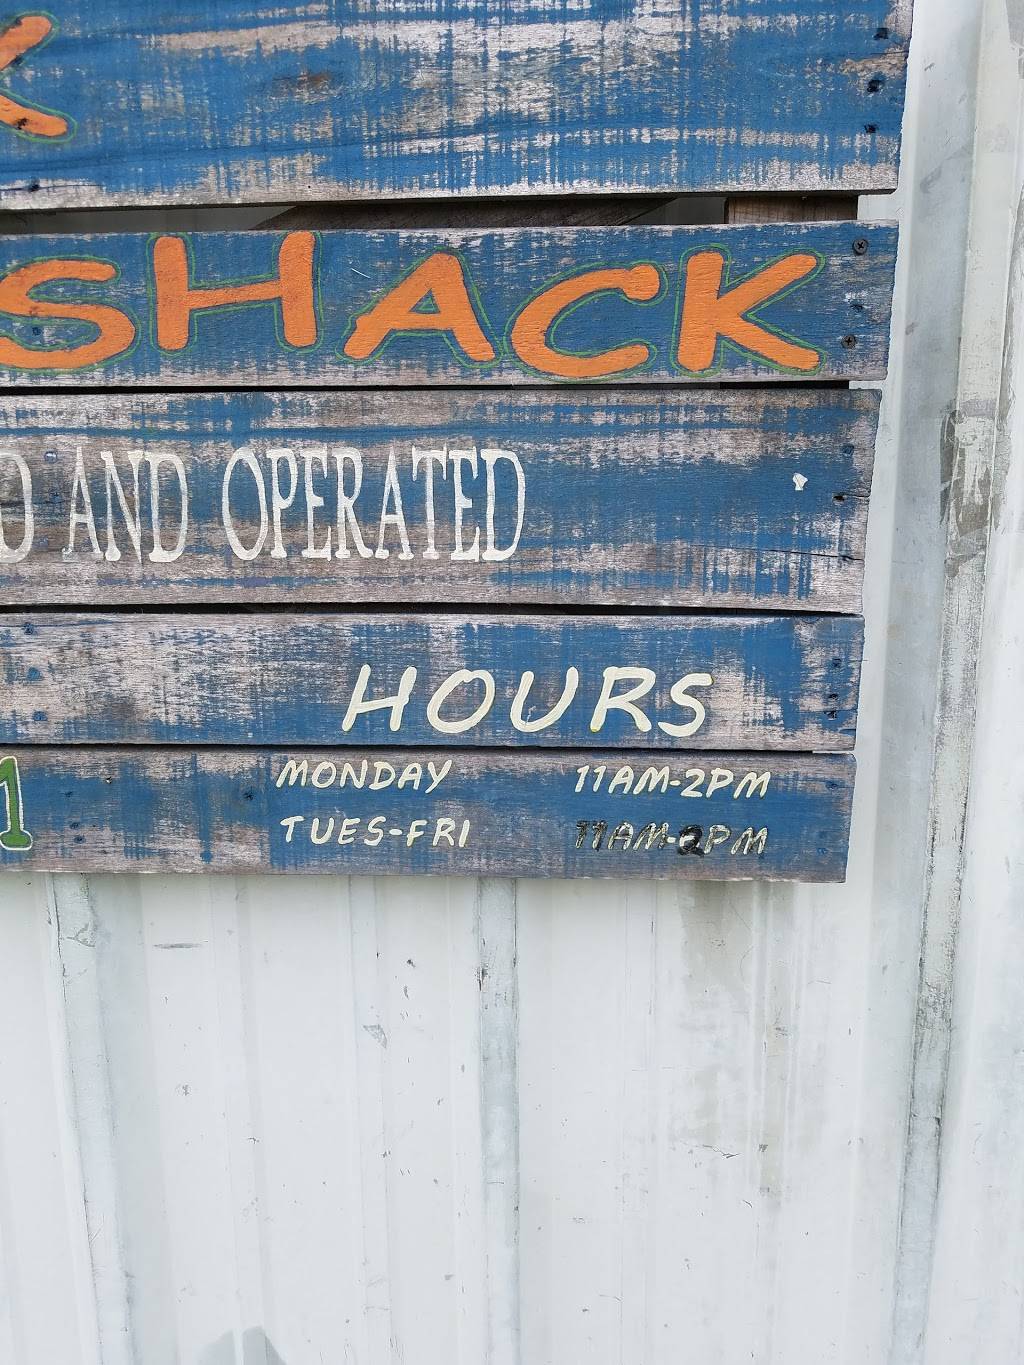 SHACK
AND OPERATED
HOURS
MONDAY 11AM-2PM
TUES-FRI 11AM-2PM